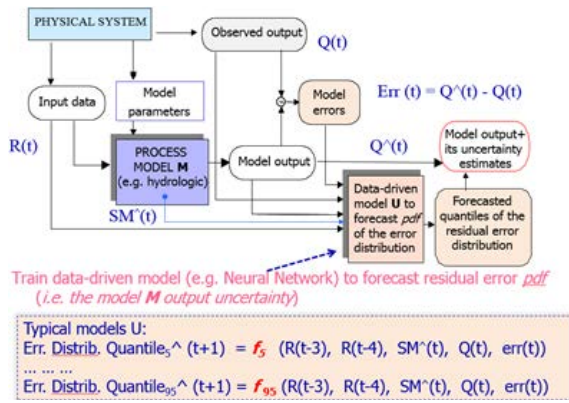 PHYSICAL SYSTEM
Observed output
Q(t)
Input data
Model
parameters
Model
errors
Err (t) = Q^(t) - Q(t)
R(t)
PROCESS
MODEL M
(e.g. hydrologic)
Model output
Q^(t)
Model output+
its uncertainty
estimates
SM^(t)
Data-driven
model U to
forecast pdf
of the error
distribution
Forecasted
quantiles of the
residual error
distribution
Train data-driven model (e.g. Neural Network) to forecast residual error pdf
(i.e. the model M output uncertainty)
Typical models U:
Err. Distrib. Quantile5^ (t+1) = f5 (R(t-3), R(t-4), SM^(t), Q(t), err(t))
... ... ...
Err. Distrib. Quantile95^ (t+1) = f95 (R(t-3), R(t-4), SM^(t), Q(t), err(t))